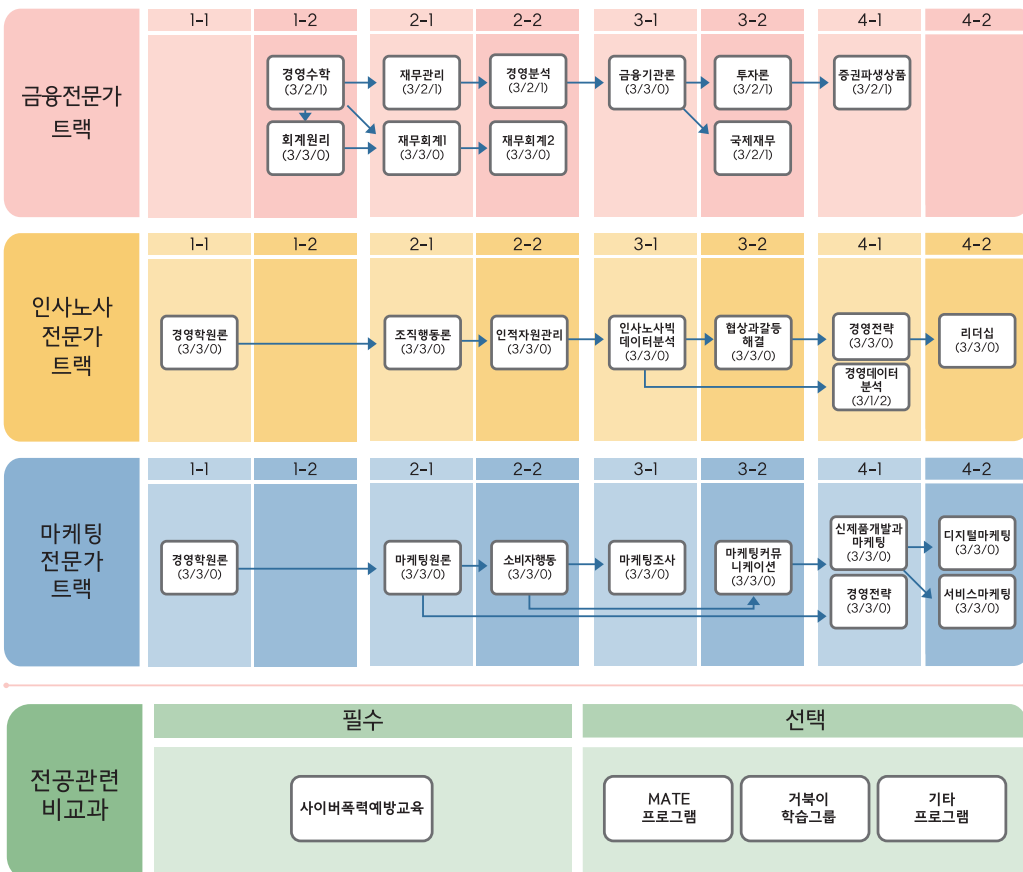 금융전문가
트랙
1-1
1-2
2-1
2-2
3-1
3-2
4-1
4-2
경영수학
(3/2/1)
재무관리
(3/2/1)
경영분석
(3/2/1)
금융기관론
(3/3/0)
투자론
(3/2/1)
증권파생상품
(3/2/1)
회계원리
(3/3/0)
재무회계1
(3/3/0)
재무회계2
(3/3/0)
국제재무
(3/2/1)
인사노사
전문가
트랙
1-1
1-2
2-1
2-2
3-1
3-2
4-1
4-2
경영학원론
(3/3/0)
조직행동론
(3/3/0)
인적자원관리
(3/3/0)
인사노사빅
데이터분석
(3/3/0)
협상과갈등
해결
(3/3/0)
경영전략
(3/3/0)
리더십
(3/3/0)
경영데이터
분석
(3/1/2)
마케팅
전문가
트랙
1-1
1-2
2-1
2-2
3-1
3-2
4-1
4-2
경영학원론
(3/3/0)
마케팅원론
(3/3/0)
소비자행동
(3/3/0)
마케팅조사
(3/3/0)
마케팅커뮤
니케이션
(3/3/0)
신제품개발과
마케팅
(3/3/0)
디지털마케팅
(3/3/0)
경영전략
(3/3/0)
서비스마케팅
(3/3/0)
전공관련
비교과
필수
선택
사이버폭력예방교육
MATE
프로그램
거북이
학습그룹
기타
프로그램